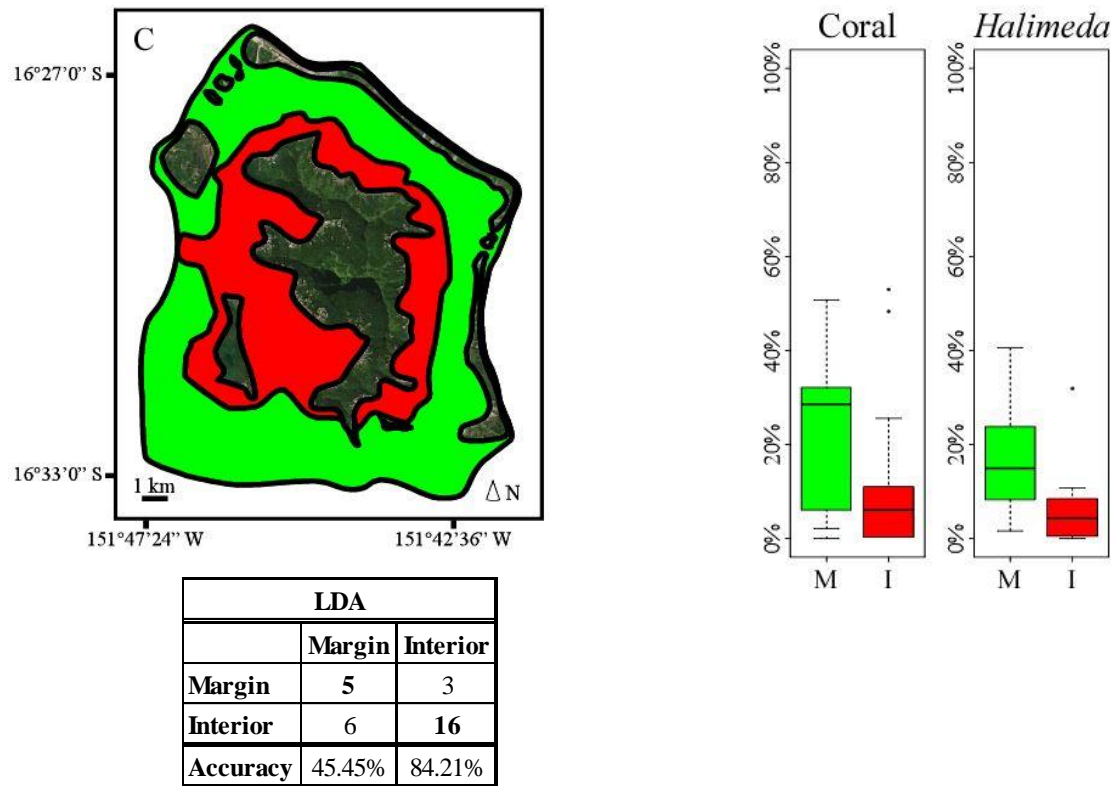 C
16°27'0" S
16°33'0" S
1 km
N
151°47'24" W
151°42'36" W
Coral
Halimeda
100%
80%
60%
40%
20%
0%
M
I
100%
80%
60%
40%
20%
0%
M
I
LDA
Margin Interior
Margin 5 3
Interior 6 16
Accuracy 45.45% 84.21%